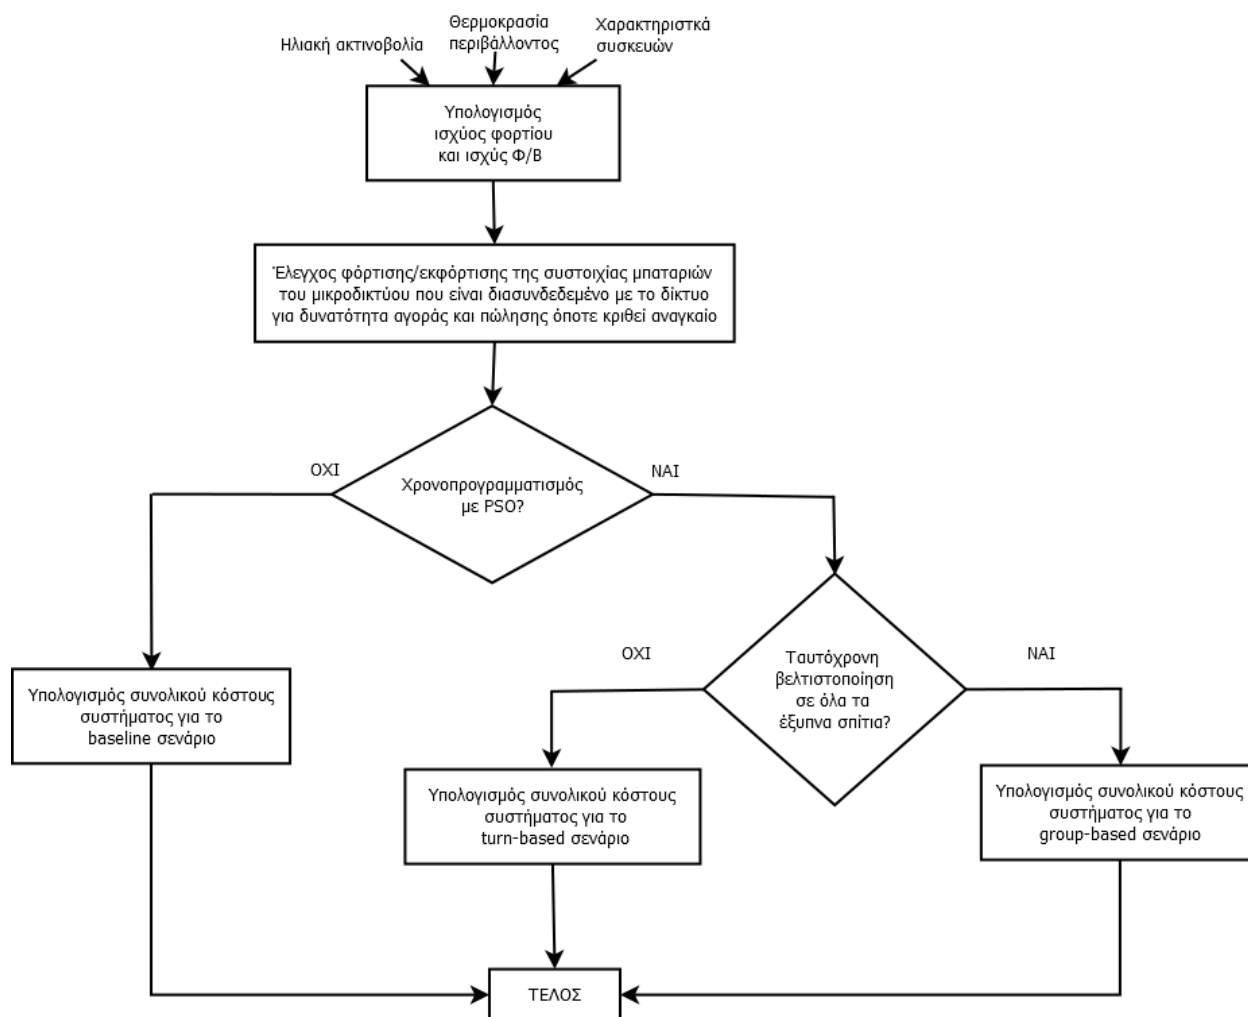 Ηλιακή ακτινοβολία
Θερμοκρασία
περιβάλλοντος
Χαρακτηριστκά
συσκευών
Υπολογισμός
ισχύος φορτίου
και ισχύς Φ/Β
Έλεγχος φόρτισης/εκφόρτισης της συστοιχίας μπαταριών
του μικροδικτύου που είναι διασυνδεδεμένο με το δίκτυο
για δυνατότητα αγοράς και πώλησης όποτε κριθεί αναγκαίο
ΟΧΙ
ΝΑΙ
Χρονοπρογραμματισμός
με PSO?
ΟΧΙ
ΝΑΙ
Ταυτόχρονη
βελτιστοποίηση
σε όλα τα
έξυπνα σπίτια?
Υπολογισμός συνολικού κόστους
συστήματος για το
baseline σενάριο
Υπολογισμός συνολικού κόστους
συστήματος για το
turn-based σενάριο
Υπολογισμός συνολικού κόστους
συστήματος για το
group-based σενάριο
ΤΕΛΟΣ